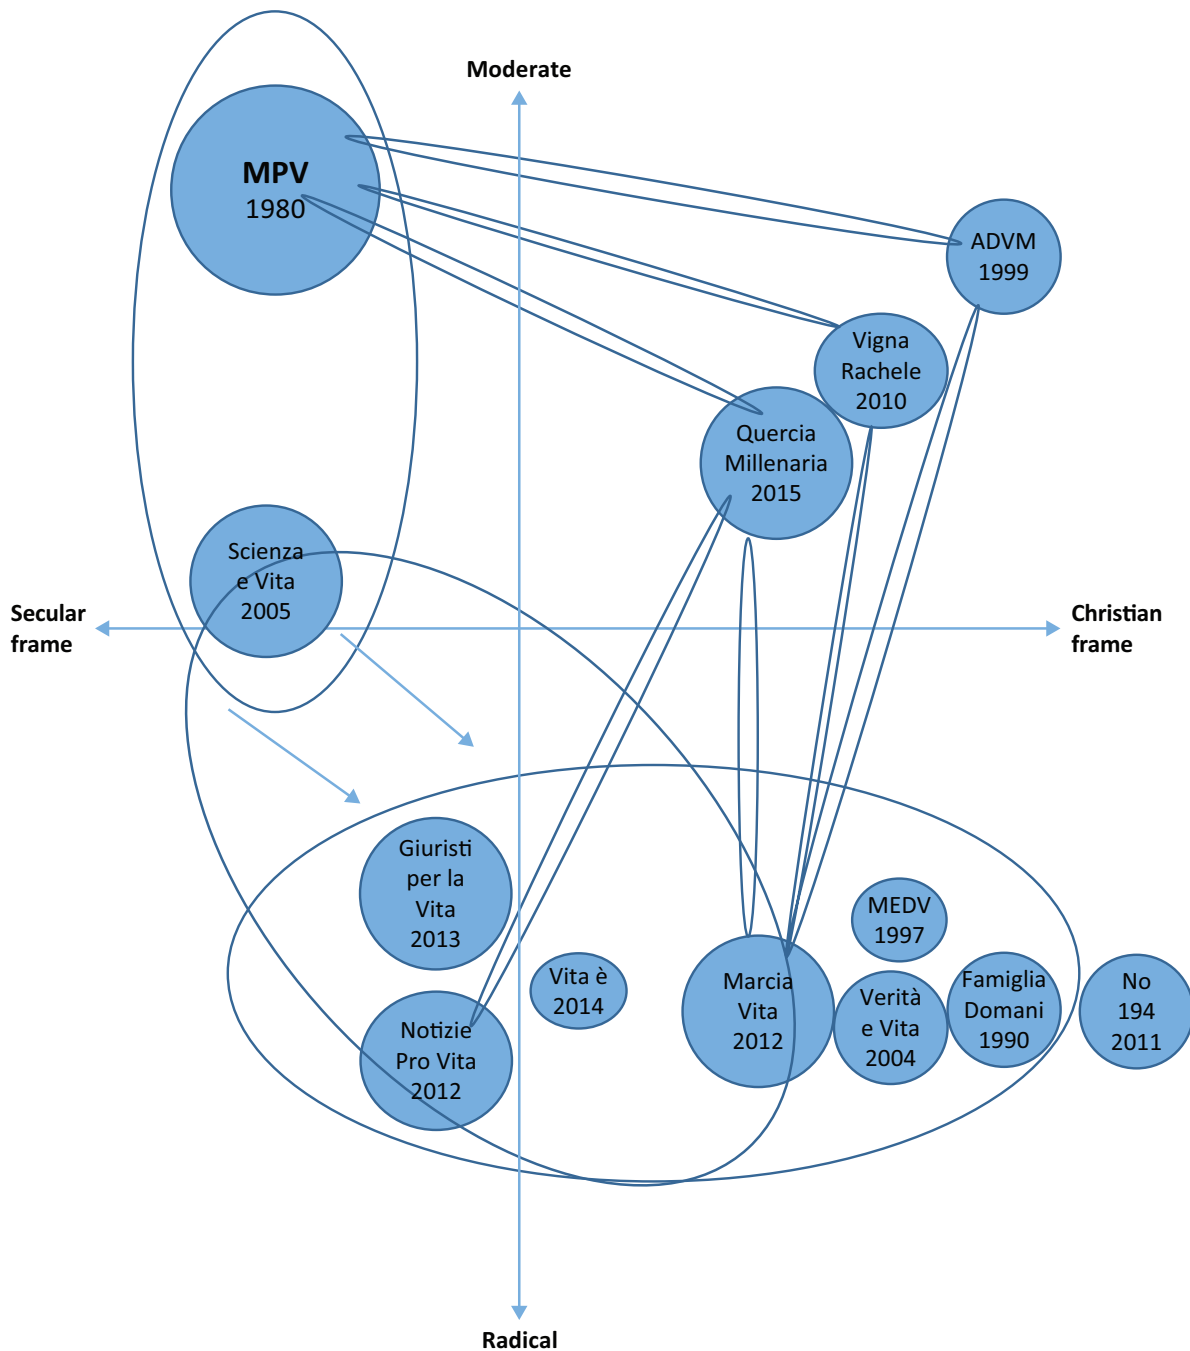 Moderate
MPV
1980
ADVM
1999
Vigna
Rachele
2010
Quercia
Millenaria
2015
Scienza
e Vita
2005
Secular
frame
Christian
frame
Giuristi
per la
Vita
2013
MEDV
1997
Vita è
2014
Marcia
Vita
2012
Verità
e Vita
2004
Famiglia
Domani
1990
No
194
2011
Notizie
Pro Vita
2012
Radical